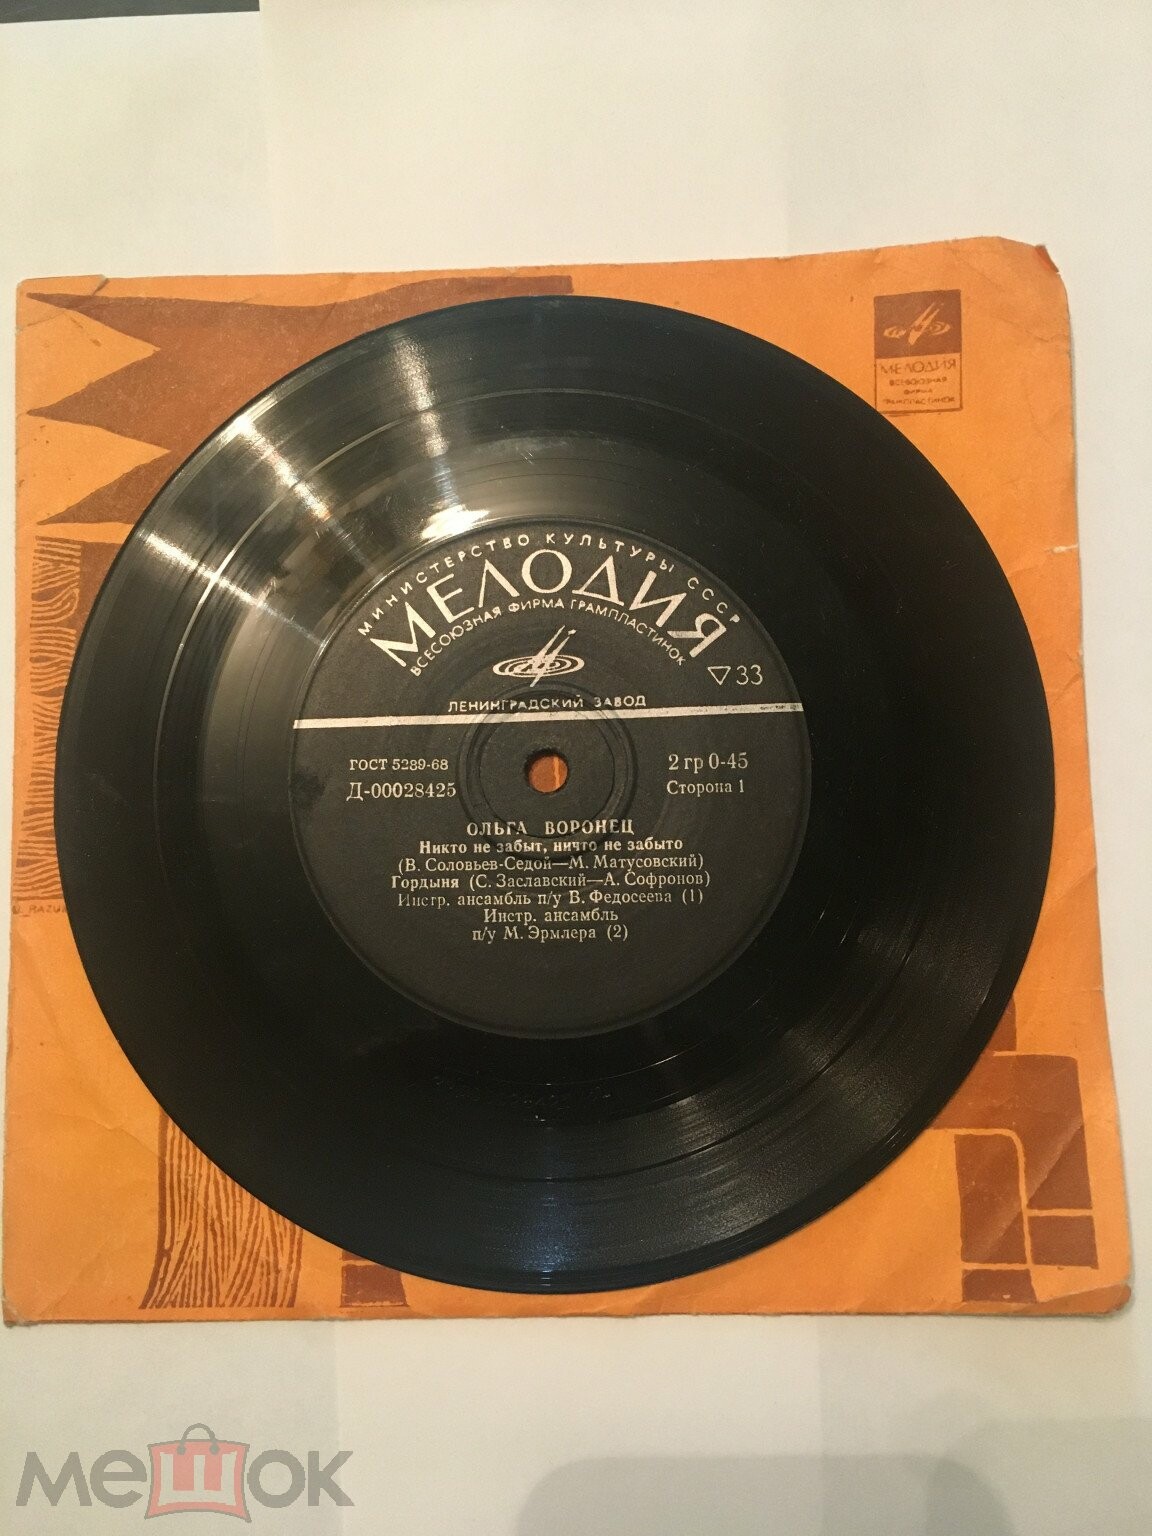 МЕЛОДИЯ
ВСЕСОЮЗНАЯ
ФИРМА
ГРАМПЛАСТИНОК
МИНИСТЕРСТВО КУЛЬТУРЫ СССР
МЕЛОДИЯ
ВСЕСОЮЗНАЯ ФИРМА ГРАМПЛАСТИНОК
▽33
ЛЕНИНГРАДСКИЙ ЗАВОД
ГОСТ 5289-68
2 гр 0-45
Д-00028425
Сторона 1
ОЛЬГА ВОРОНЕЦ
Никто не забыт, ничто не забыто
(В. Соловьев-Седой—М. Матусовский)
Гордыня (С. Заславский—А. Софронов)
Инстр. ансамбль п/у В. Федосеева (1)
Инстр. ансамбль
п/у М. Эрмлера (2)
мешок